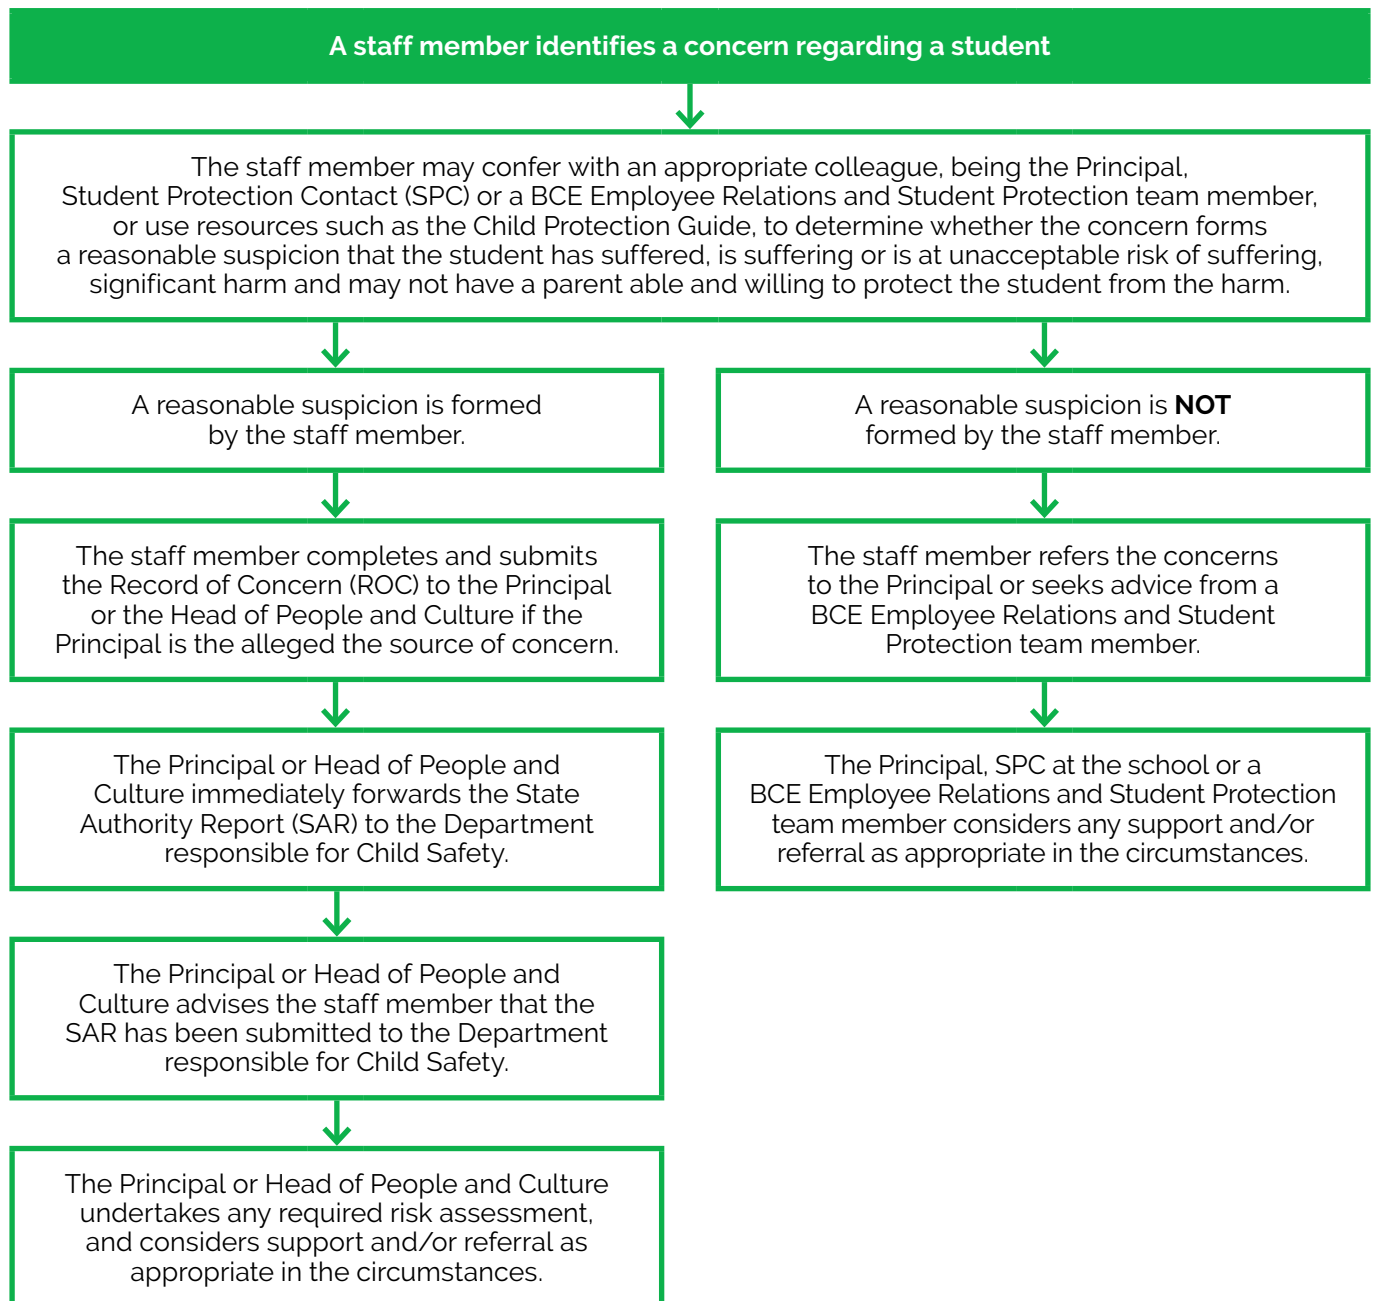 A staff member identifies a concern regarding a student
The staff member may confer with an appropriate colleague, being the Principal,
Student Protection Contact (SPC) or a BCE Employee Relations and Student Protection team member,
or use resources such as the Child Protection Guide, to determine whether the concern forms
a reasonable suspicion that the student has suffered, is suffering or is at unacceptable risk of suffering,
significant harm and may not have a parent able and willing to protect the student from the harm.
A reasonable suspicion is formed
by the staff member.
The staff member completes and submits
the Record of Concern (ROC) to the Principal
or the Head of People and Culture if the
Principal is the alleged the source of concern.
The Principal or Head of People and
Culture immediately forwards the State
Authority Report (SAR) to the Department
responsible for Child Safety.
The Principal or Head of People and
Culture advises the staff member that the
SAR has been submitted to the Department
responsible for Child Safety.
The Principal or Head of People and Culture
undertakes any required risk assessment,
and considers support and/or referral as
appropriate in the circumstances.
A reasonable suspicion is NOT
formed by the staff member.
The staff member refers the concerns
to the Principal or seeks advice from a
BCE Employee Relations and Student
Protection team member.
The Principal, SPC at the school or a
BCE Employee Relations and Student Protection
team member considers any support and/or
referral as appropriate in the circumstances.